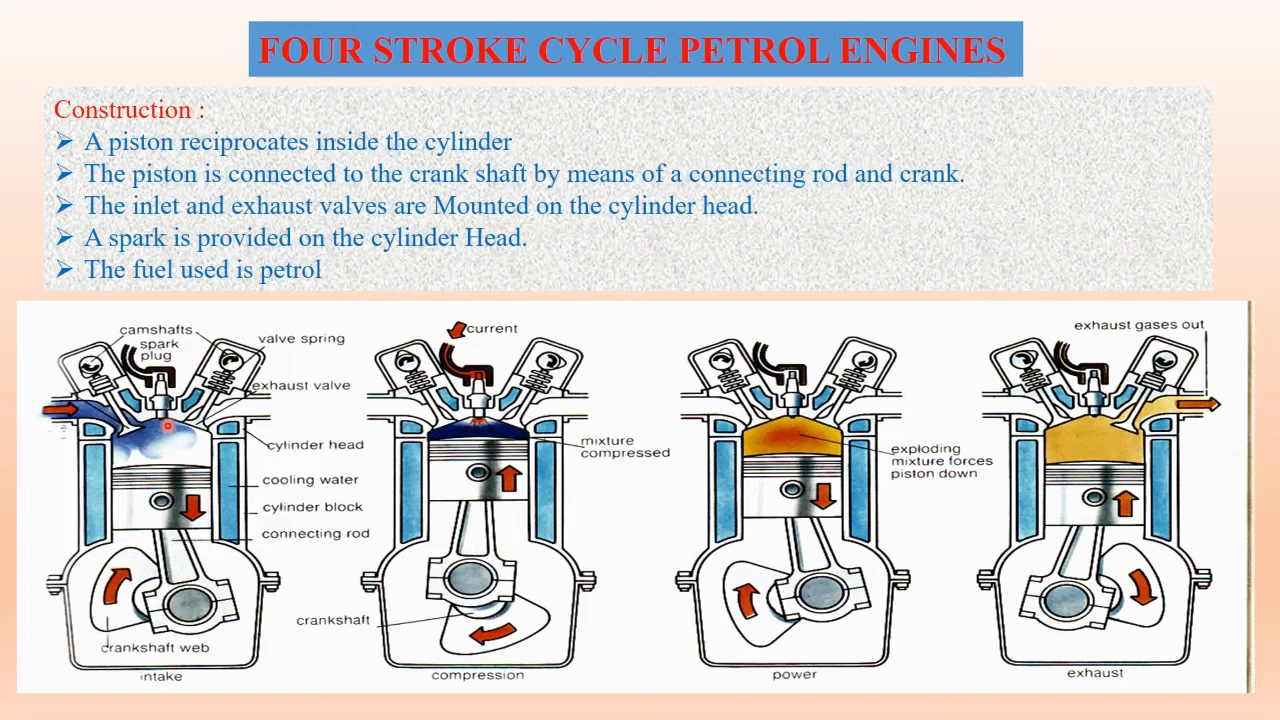 FOUR STROKE CYCLE PETROL ENGINES
Construction :
➢ A piston reciprocates inside the cylinder
➢ The piston is connected to the crank shaft by means of a connecting rod and crank.
➢ The inlet and exhaust valves are Mounted on the cylinder head.
➢ A spark is provided on the cylinder Head.
➢ The fuel used is petrol
camshafts
spark
plug
valve spring
exhaust valve
cylinder head
cooling water
cylinder block
connecting rod
crankshaft web
intake
current
mixture
compressed
crankshaft
compression
exploding
mixture forces
piston down
power
exhaust gases out
exhaust